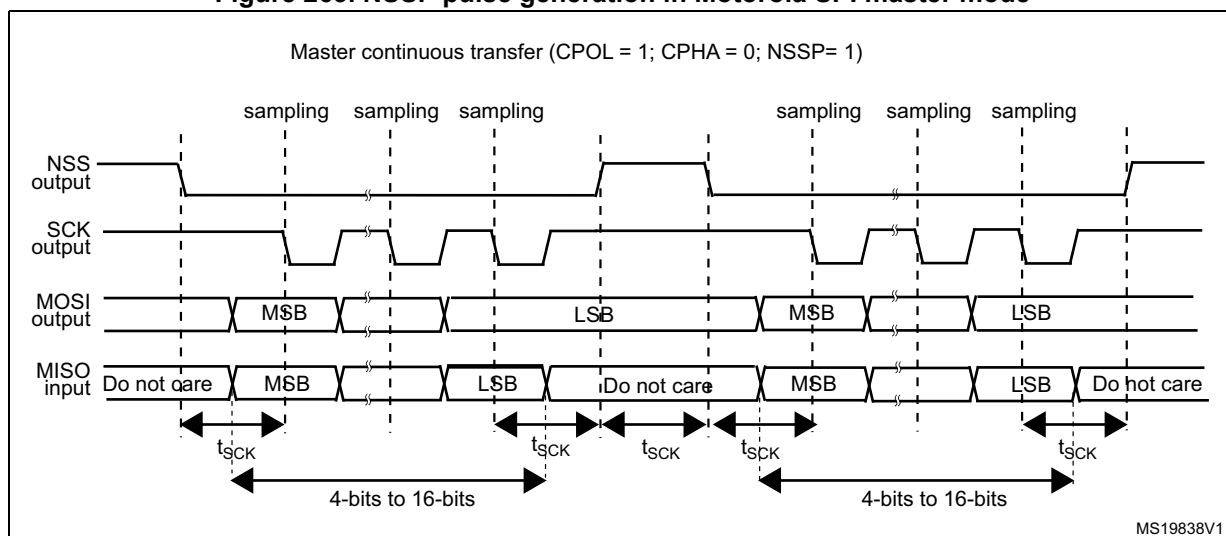 Master continuous transfer (CPOL = 1; CPHA = 0; NSSP= 1)
sampling sampling sampling sampling sampling sampling
NSS
output
SCK
output
MOSI
output
MSB LSB MSB LSB
MISO
input
Do not care MSB LSB Do not care MSB LSB Do not care
tSCK tSCK tSCK tSCK tSCK
4-bits to 16-bits 4-bits to 16-bits
MS19838V1